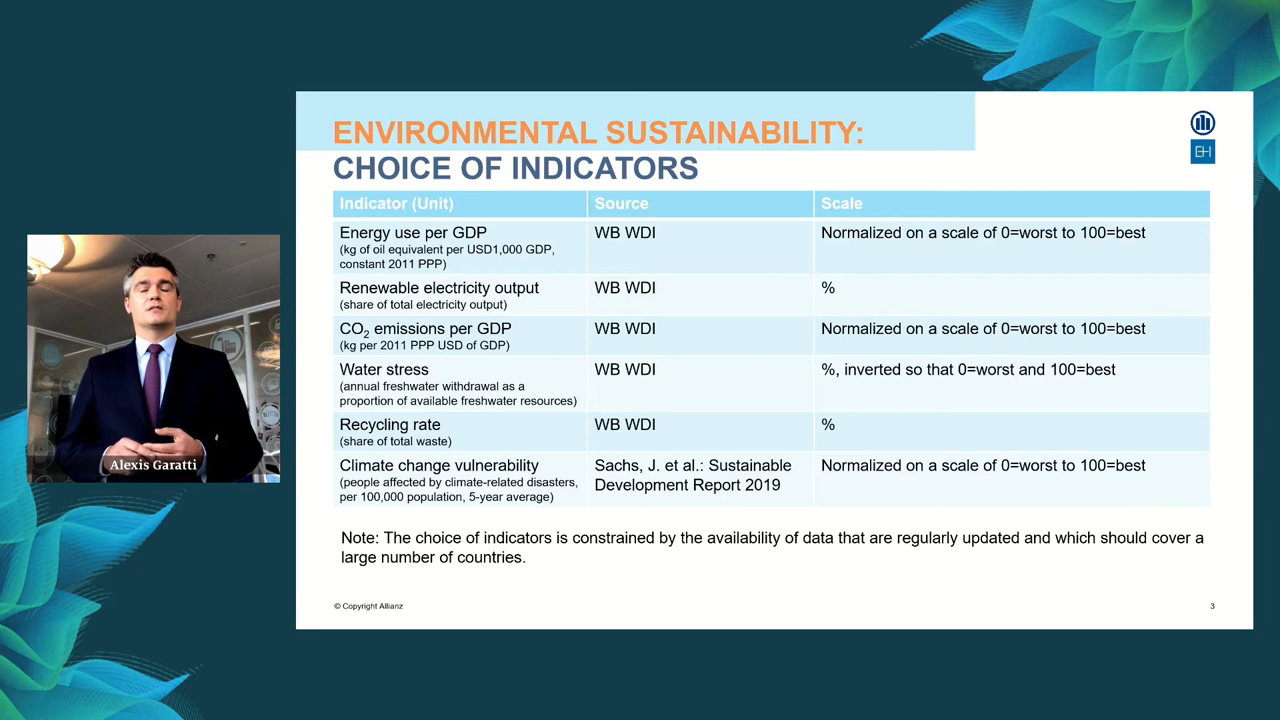 ENVIRONMENTAL SUSTAINABILITY:
CHOICE OF INDICATORS
EH
Indicator (Unit) Source Scale
Energy use per GDP WB WDI Normalized on a scale of 0=worst to 100=best
(kg of oil equivalent per USD1,000 GDP,
constant 2011 PPP)
Renewable electricity output WB WDI %
(share of total electricity output)
CO2 emissions per GDP WB WDI Normalized on a scale of 0=worst to 100=best
(kg per 2011 PPP USD of GDP)
Water stress WB WDI %, inverted so that 0=worst and 100=best
(annual freshwater withdrawal as a
proportion of available freshwater resources)
Recycling rate WB WDI %
(share of total waste)
Climate change vulnerability Sachs, J. et al.: Sustainable Normalized on a scale of 0=worst to 100=best
(people affected by climate-related disasters, Development Report 2019
per 100,000 population, 5-year average)
Note: The choice of indicators is constrained by the availability of data that are regularly updated and which should cover a
large number of countries.
© Copyright Allianz 3
Alexis Garatti